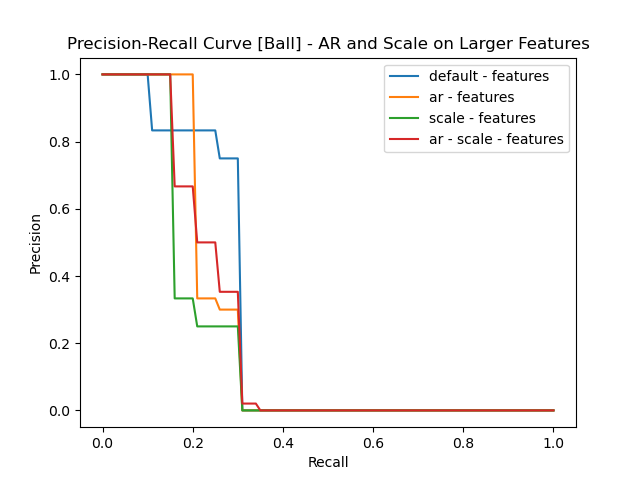 Precision-Recall Curve [Ball] - AR and Scale on Larger Features
default - features
ar - features
scale - features
ar - scale - features
Precision
1.0
0.8
0.6
0.4
0.2
0.0
0.0 0.2 0.4 0.6 0.8 1.0
Recall